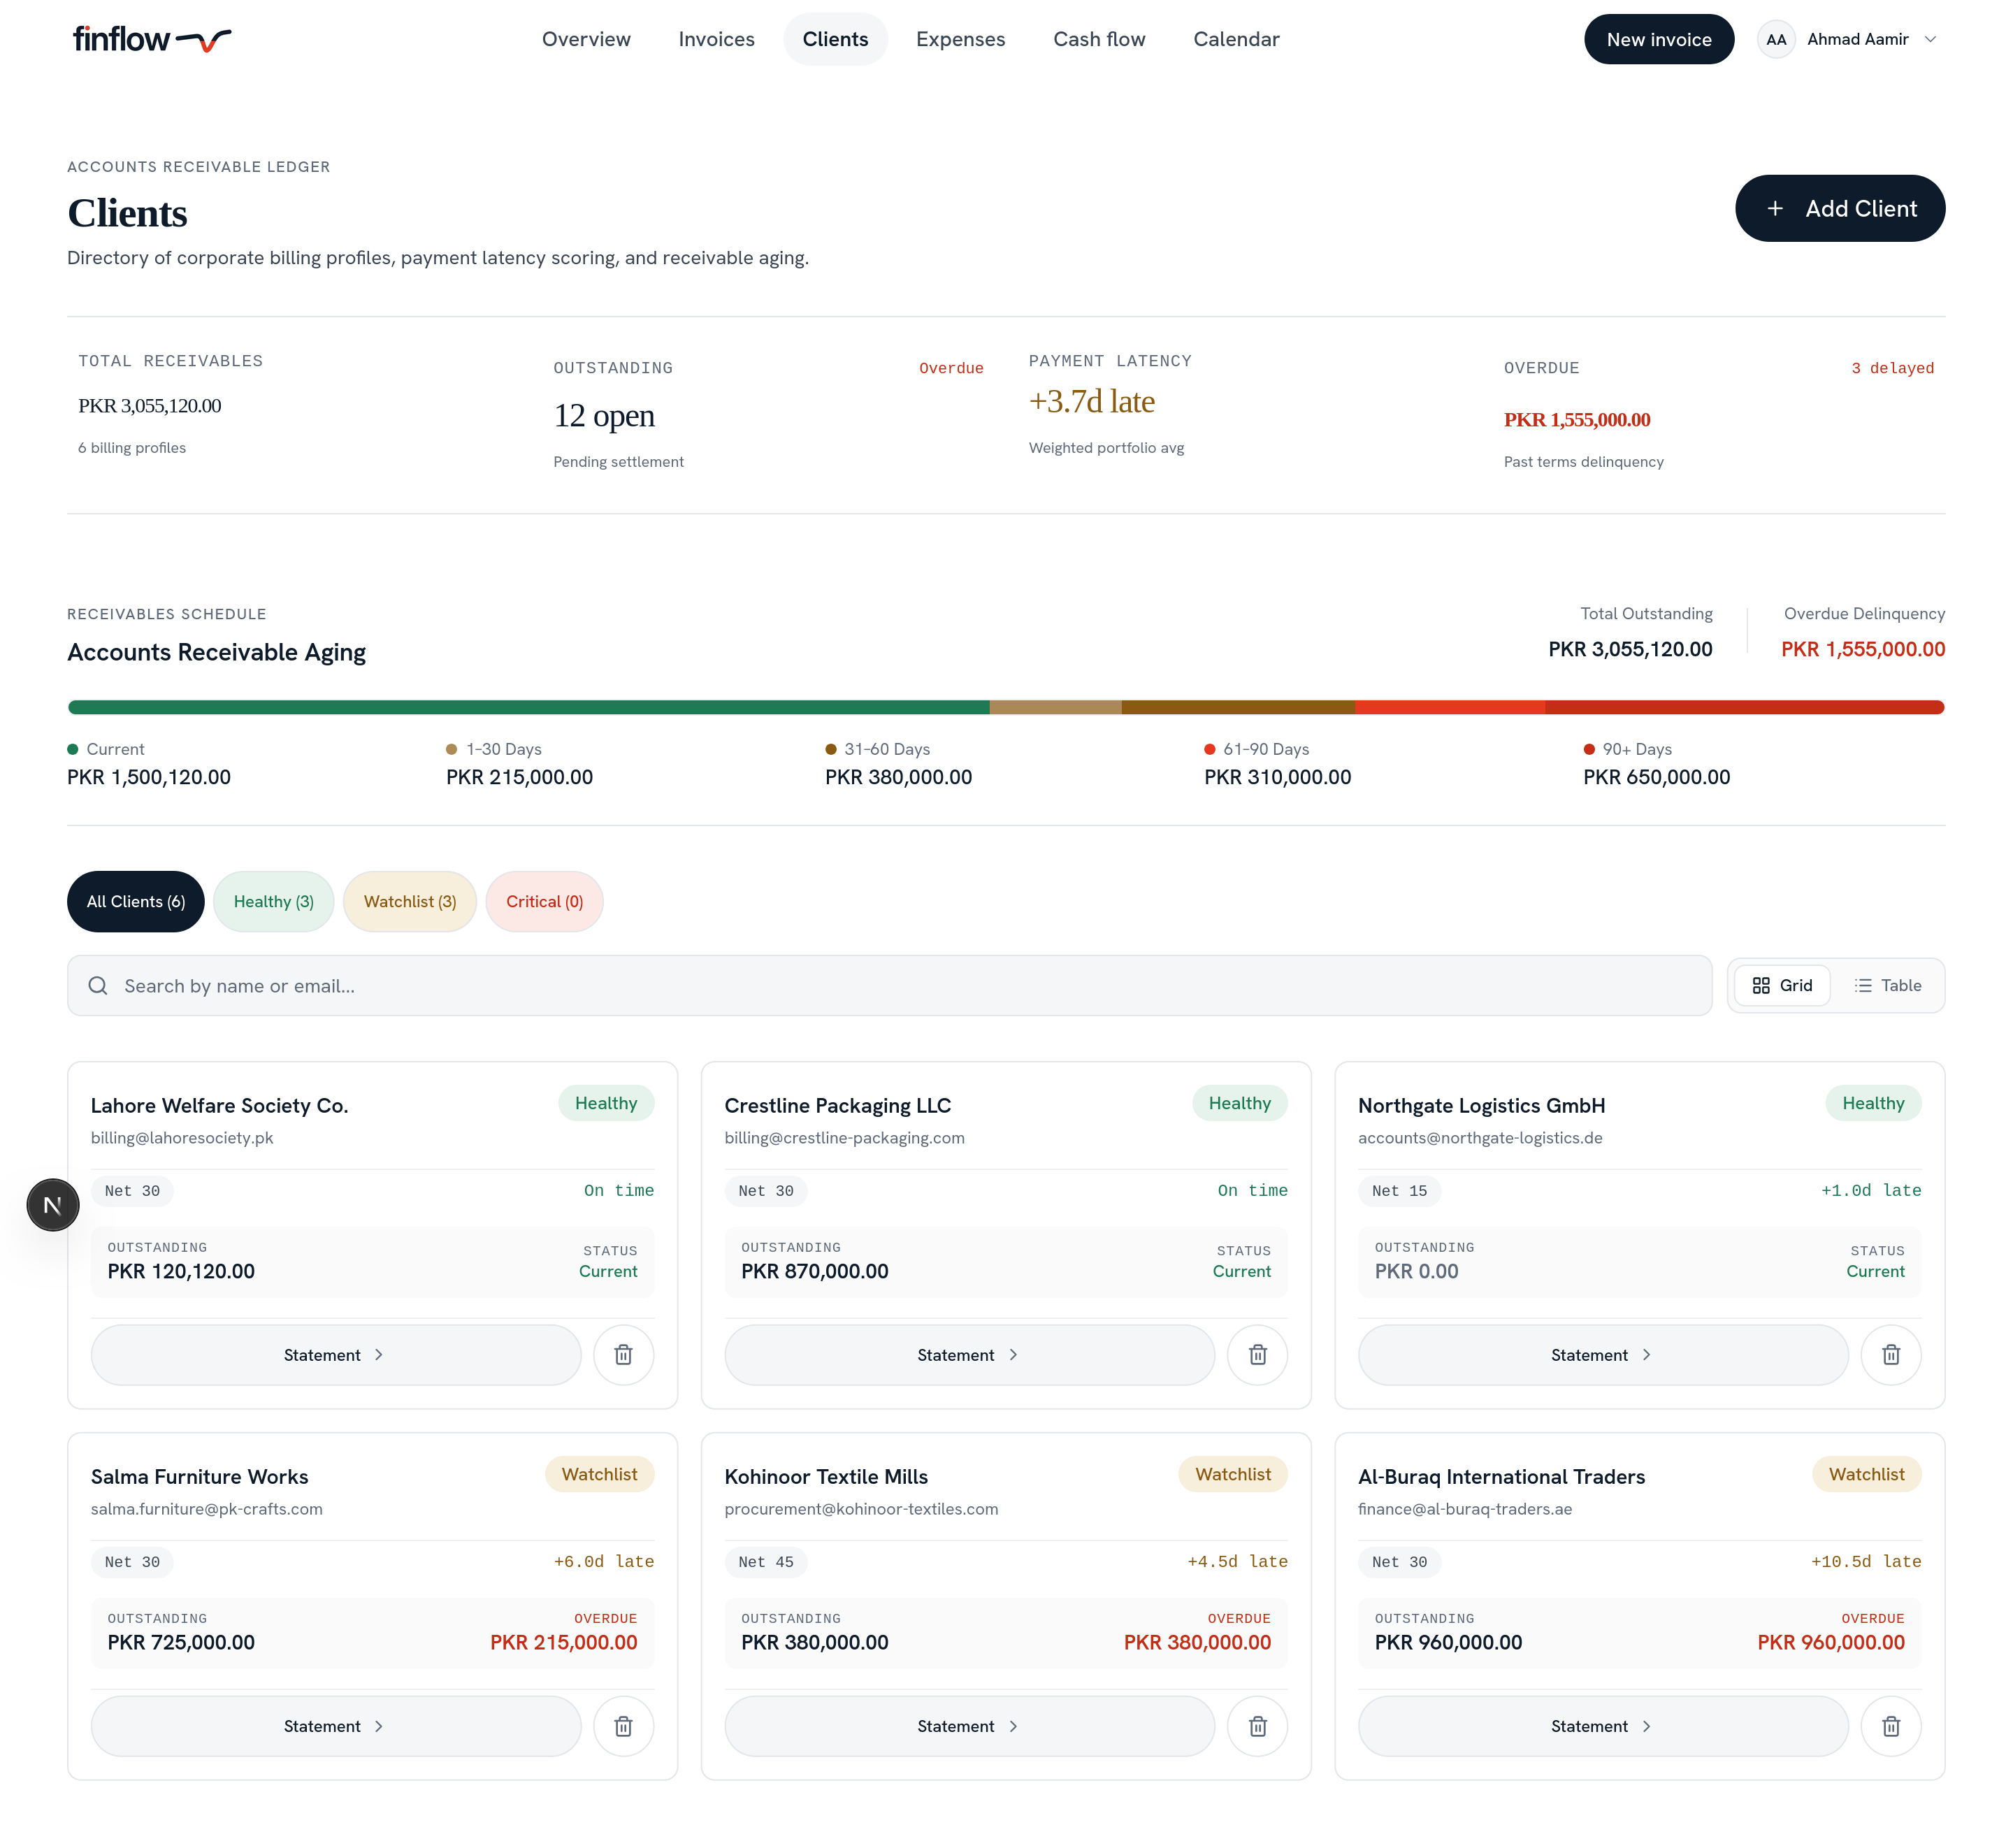 finflow
Overview Invoices Clients Expenses Cash flow Calendar
New invoice AA Ahmad Aamir
ACCOUNTS RECEIVABLE LEDGER
Clients
Directory of corporate billing profiles, payment latency scoring, and receivable aging.
+ Add Client
TOTAL RECEIVABLES
PKR 3,055,120.00
6 billing profiles
OUTSTANDING Overdue
12 open
Pending settlement
PAYMENT LATENCY
+3.7d late
Weighted portfolio avg
OVERDUE 3 delayed
PKR 1,555,000.00
Past terms delinquency
RECEIVABLES SCHEDULE
Accounts Receivable Aging
Total Outstanding
PKR 3,055,120.00
Overdue Delinquency
PKR 1,555,000.00
Current
PKR 1,500,120.00
1–30 Days
PKR 215,000.00
31–60 Days
PKR 380,000.00
61–90 Days
PKR 310,000.00
90+ Days
PKR 650,000.00
All Clients (6) Healthy (3) Watchlist (3) Critical (0)
Search by name or email...
Grid Table
Lahore Welfare Society Co. Healthy
billing@lahoresociety.pk
Net 30 On time
OUTSTANDING STATUS
PKR 120,120.00 Current
Statement
Crestline Packaging LLC Healthy
billing@crestline-packaging.com
Net 30 On time
OUTSTANDING STATUS
PKR 870,000.00 Current
Statement
Northgate Logistics GmbH Healthy
accounts@northgate-logistics.de
Net 15 +1.0d late
OUTSTANDING STATUS
PKR 0.00 Current
Statement
N
Salma Furniture Works Watchlist
salma.furniture@pk-crafts.com
Net 30 +6.0d late
OUTSTANDING OVERDUE
PKR 725,000.00 PKR 215,000.00
Statement
Kohinoor Textile Mills Watchlist
procurement@kohinoor-textiles.com
Net 45 +4.5d late
OUTSTANDING OVERDUE
PKR 380,000.00 PKR 380,000.00
Statement
Al-Buraq International Traders Watchlist
finance@al-buraq-traders.ae
Net 30 +10.5d late
OUTSTANDING OVERDUE
PKR 960,000.00 PKR 960,000.00
Statement